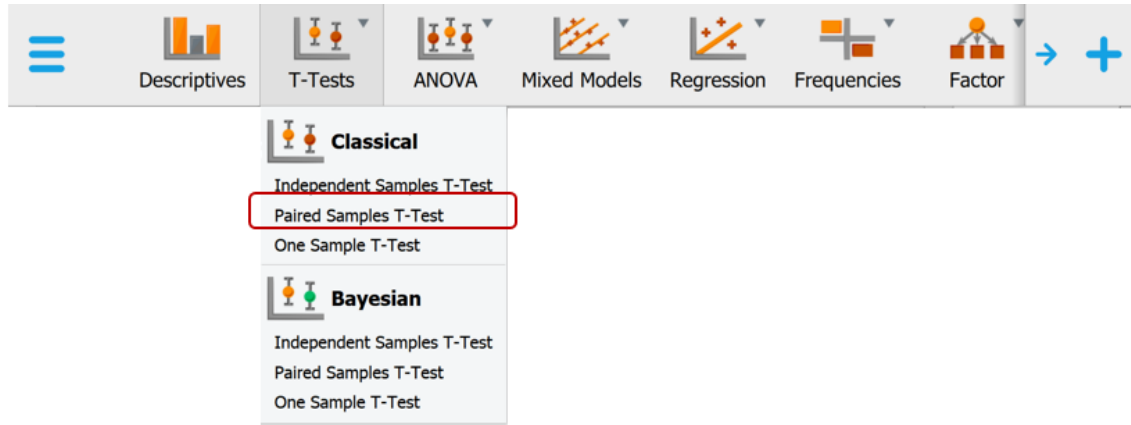 Descriptives T-Tests ANOVA Mixed Models Regression Frequencies Factor
Classical
Independent Samples T-Test
Paired Samples T-Test
One Sample T-Test
Bayesian
Independent Samples T-Test
Paired Samples T-Test
One Sample T-Test